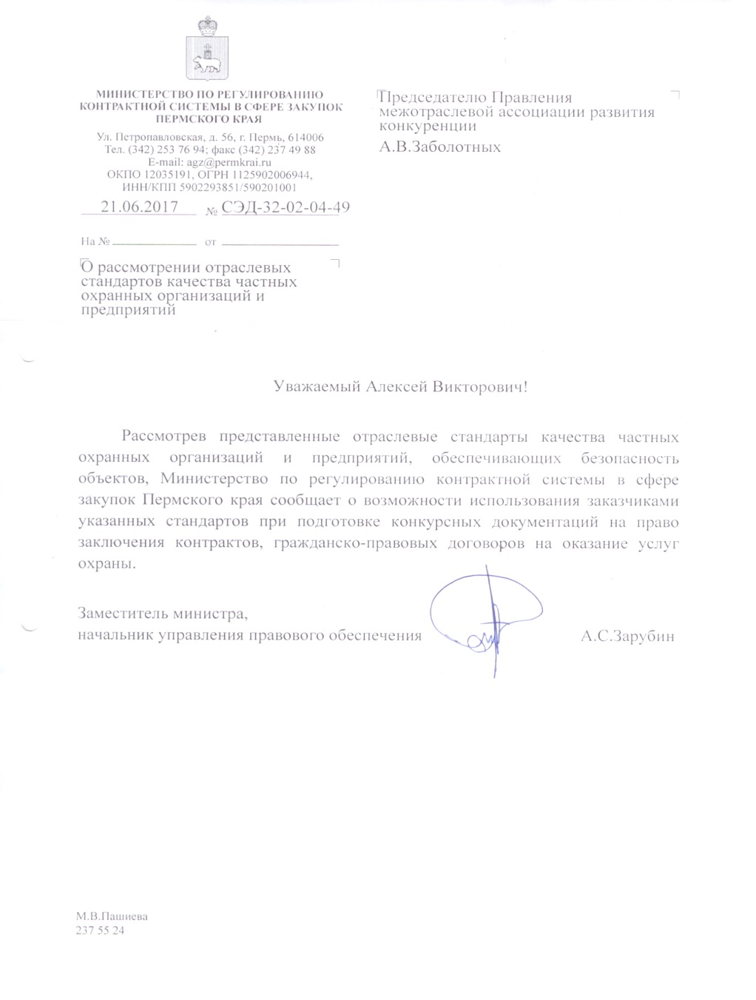 МИНИСТЕРСТВО ПО РЕГУЛИРОВАНИЮ
КОНТРАКТНОЙ СИСТЕМЫ В СФЕРЕ ЗАКУПОК
ПЕРМСКОГО КРАЯ
Ул. Петропавловская, д. 56, г. Пермь, 614006
Тел. (342) 253 76 94; факс (342) 237 49 88
E-mail: agz@permkrai.ru
ОКПО 12035191, ОГРН 1125902006944,
ИНН/КПП 5902293851/590201001
21.06.2017 № СЭД-32-02-04-49
На № от
О рассмотрении отраслевых
стандартов качества частных
охранных организаций и
предприятий
Председателю Правления
межотраслевой ассоциации развития
конкуренции
А.В.Заболотных
Уважаемый Алексей Викторович!
Рассмотрев представленные отраслевые стандарты качества частных
охранных организаций и предприятий, обеспечивающих безопасность
объектов, Министерство по регулированию контрактной системы в сфере
закупок Пермского края сообщает о возможности использования заказчиками
указанных стандартов при подготовке конкурсных документаций на право
заключения контрактов, гражданско-правовых договоров на оказание услуг
охраны.
Заместитель министра,
начальник управления правового обеспечения А.С.Зарубин
М.В.Пашиева
237 55 24